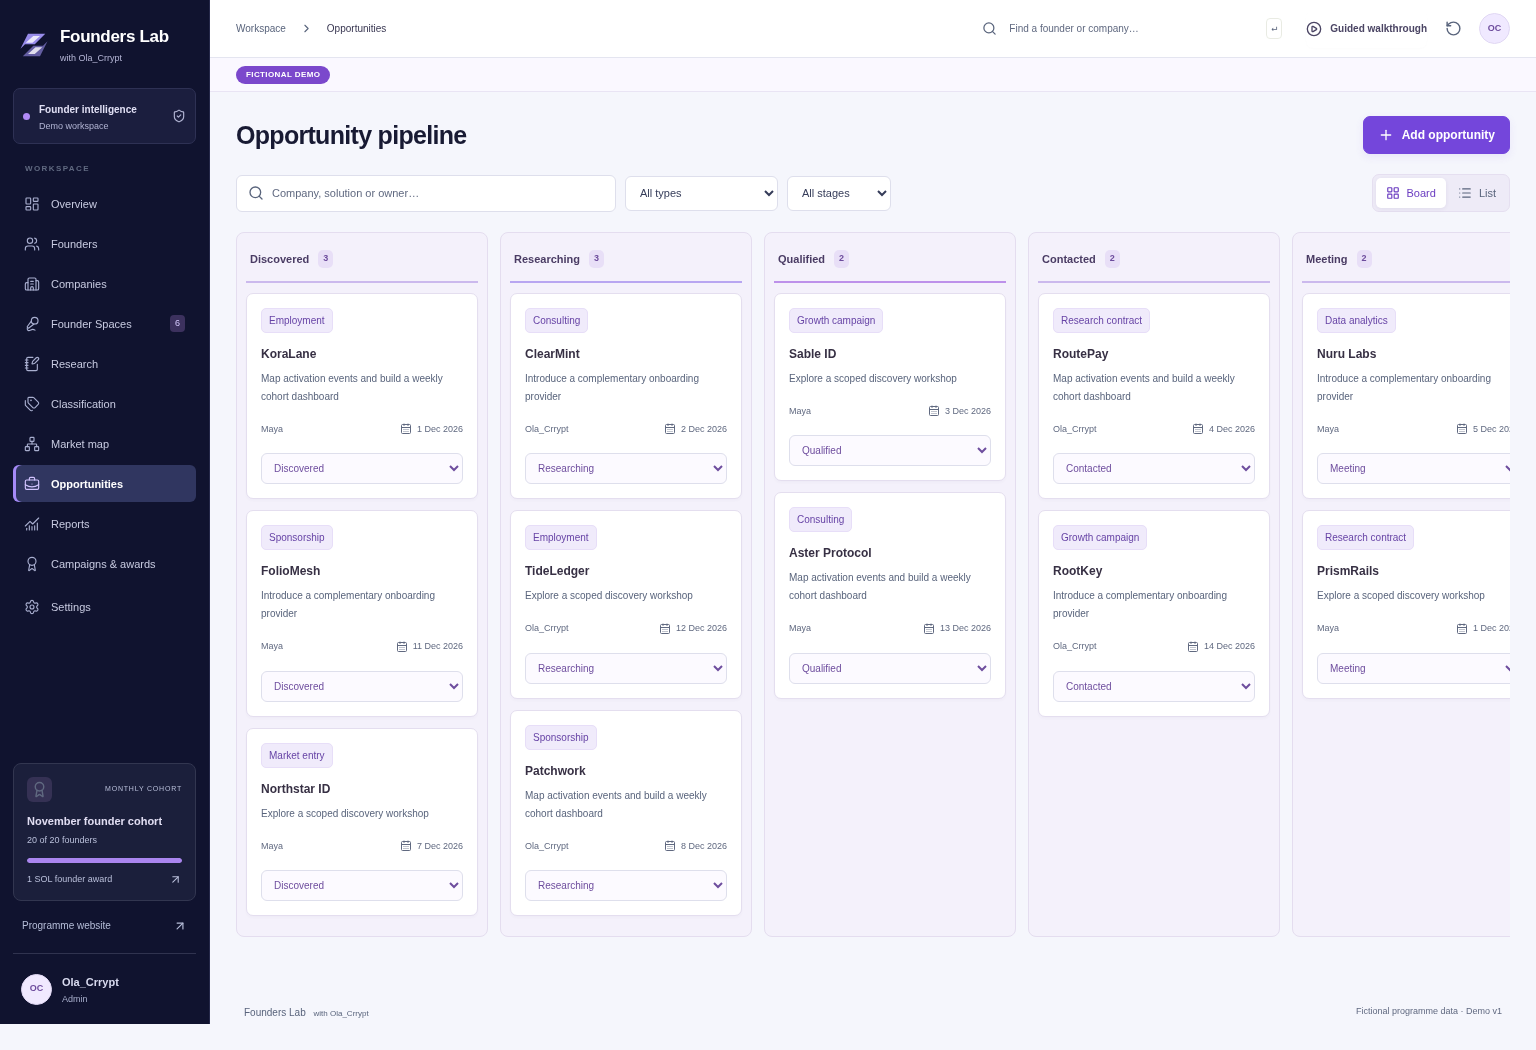 Founders Lab
with Ola_Crrypt
Founder intelligence
Demo workspace
WORKSPACE
Overview
Founders
Companies
Founder Spaces 6
Research
Classification
Market map
Opportunities
Reports
Campaigns & awards
Settings
MONTHLY COHORT
November founder cohort
20 of 20 founders
1 SOL founder award
Programme website
OC
Ola_Crrypt
Admin
Workspace > Opportunities
Find a founder or company…
↵
Guided walkthrough
OC
FICTIONAL DEMO
Opportunity pipeline
+ Add opportunity
Company, solution or owner…
All types
All stages
Board
List
Discovered 3
Employment
KoraLane
Map activation events and build a weekly
cohort dashboard
Maya 1 Dec 2026
Discovered
Sponsorship
FolioMesh
Introduce a complementary onboarding
provider
Maya 11 Dec 2026
Discovered
Market entry
Northstar ID
Explore a scoped discovery workshop
Maya 7 Dec 2026
Discovered
Researching 3
Consulting
ClearMint
Introduce a complementary onboarding
provider
Ola_Crrypt 2 Dec 2026
Researching
Employment
TideLedger
Explore a scoped discovery workshop
Ola_Crrypt 12 Dec 2026
Researching
Sponsorship
Patchwork
Map activation events and build a weekly
cohort dashboard
Ola_Crrypt 8 Dec 2026
Researching
Qualified 2
Growth campaign
Sable ID
Explore a scoped discovery workshop
Maya 3 Dec 2026
Qualified
Consulting
Aster Protocol
Map activation events and build a weekly
cohort dashboard
Maya 13 Dec 2026
Qualified
Contacted 2
Research contract
RoutePay
Map activation events and build a weekly
cohort dashboard
Ola_Crrypt 4 Dec 2026
Contacted
Growth campaign
RootKey
Introduce a complementary onboarding
provider
Ola_Crrypt 14 Dec 2026
Contacted
Meeting 2
Data analytics
Nuru Labs
Introduce a complementary onboarding
provider
Maya 5 Dec
Meeting
Research contract
PrismRails
Explore a scoped discovery workshop
Maya 1 Dec
Meeting
Founders Lab with Ola_Crrypt
Fictional programme data · Demo v1